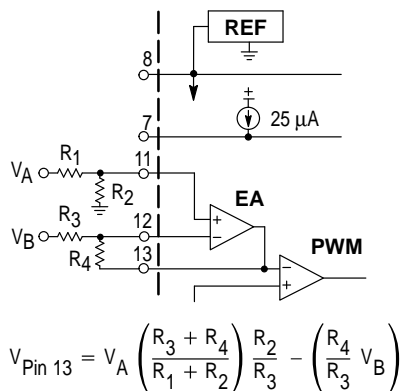 REF
8
7
25 μA
V_A
R_1
11
R_2
EA
V_B
R_3
12
R_4
13
PWM
V_Pin 13 = V_A ( (R_3 + R_4) / (R_1 + R_2) ) R_2 / R_3 − ( R_4 / R_3 V_B )